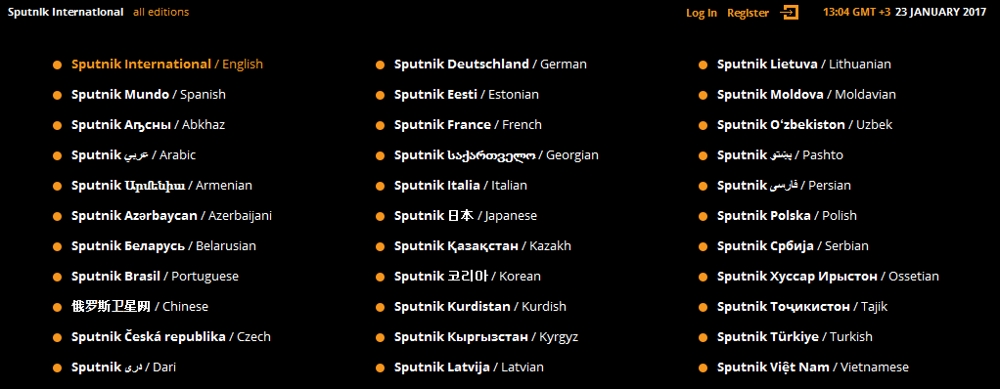 Sputnik International all editions Log In Register 13:04 GMT +3 23 JANUARY 2017
Sputnik International / English
Sputnik Mundo / Spanish
Sputnik Аҧсны / Abkhaz
Sputnik عربي / Arabic
Sputnik Արմենիա / Armenian
Sputnik Azərbaycan / Azerbaijani
Sputnik Беларусь / Belarusian
Sputnik Brasil / Portuguese
俄罗斯卫星网 / Chinese
Sputnik Česká republika / Czech
Sputnik دری / Dari
Sputnik Deutschland / German
Sputnik Eesti / Estonian
Sputnik France / French
Sputnik საქართველო / Georgian
Sputnik Italia / Italian
Sputnik 日本 / Japanese
Sputnik Қазақстан / Kazakh
Sputnik 코리아 / Korean
Sputnik Kurdistan / Kurdish
Sputnik Кыргызстан / Kyrgyz
Sputnik Latvija / Latvian
Sputnik Lietuva / Lithuanian
Sputnik Moldova / Moldavian
Sputnik Oʻzbekiston / Uzbek
Sputnik پښتو / Pashto
Sputnik فارسی / Persian
Sputnik Polska / Polish
Sputnik Србија / Serbian
Sputnik Хуссар Ирыстон / Ossetian
Sputnik Тоҷикистон / Tajik
Sputnik Türkiye / Turkish
Sputnik Việt Nam / Vietnamese